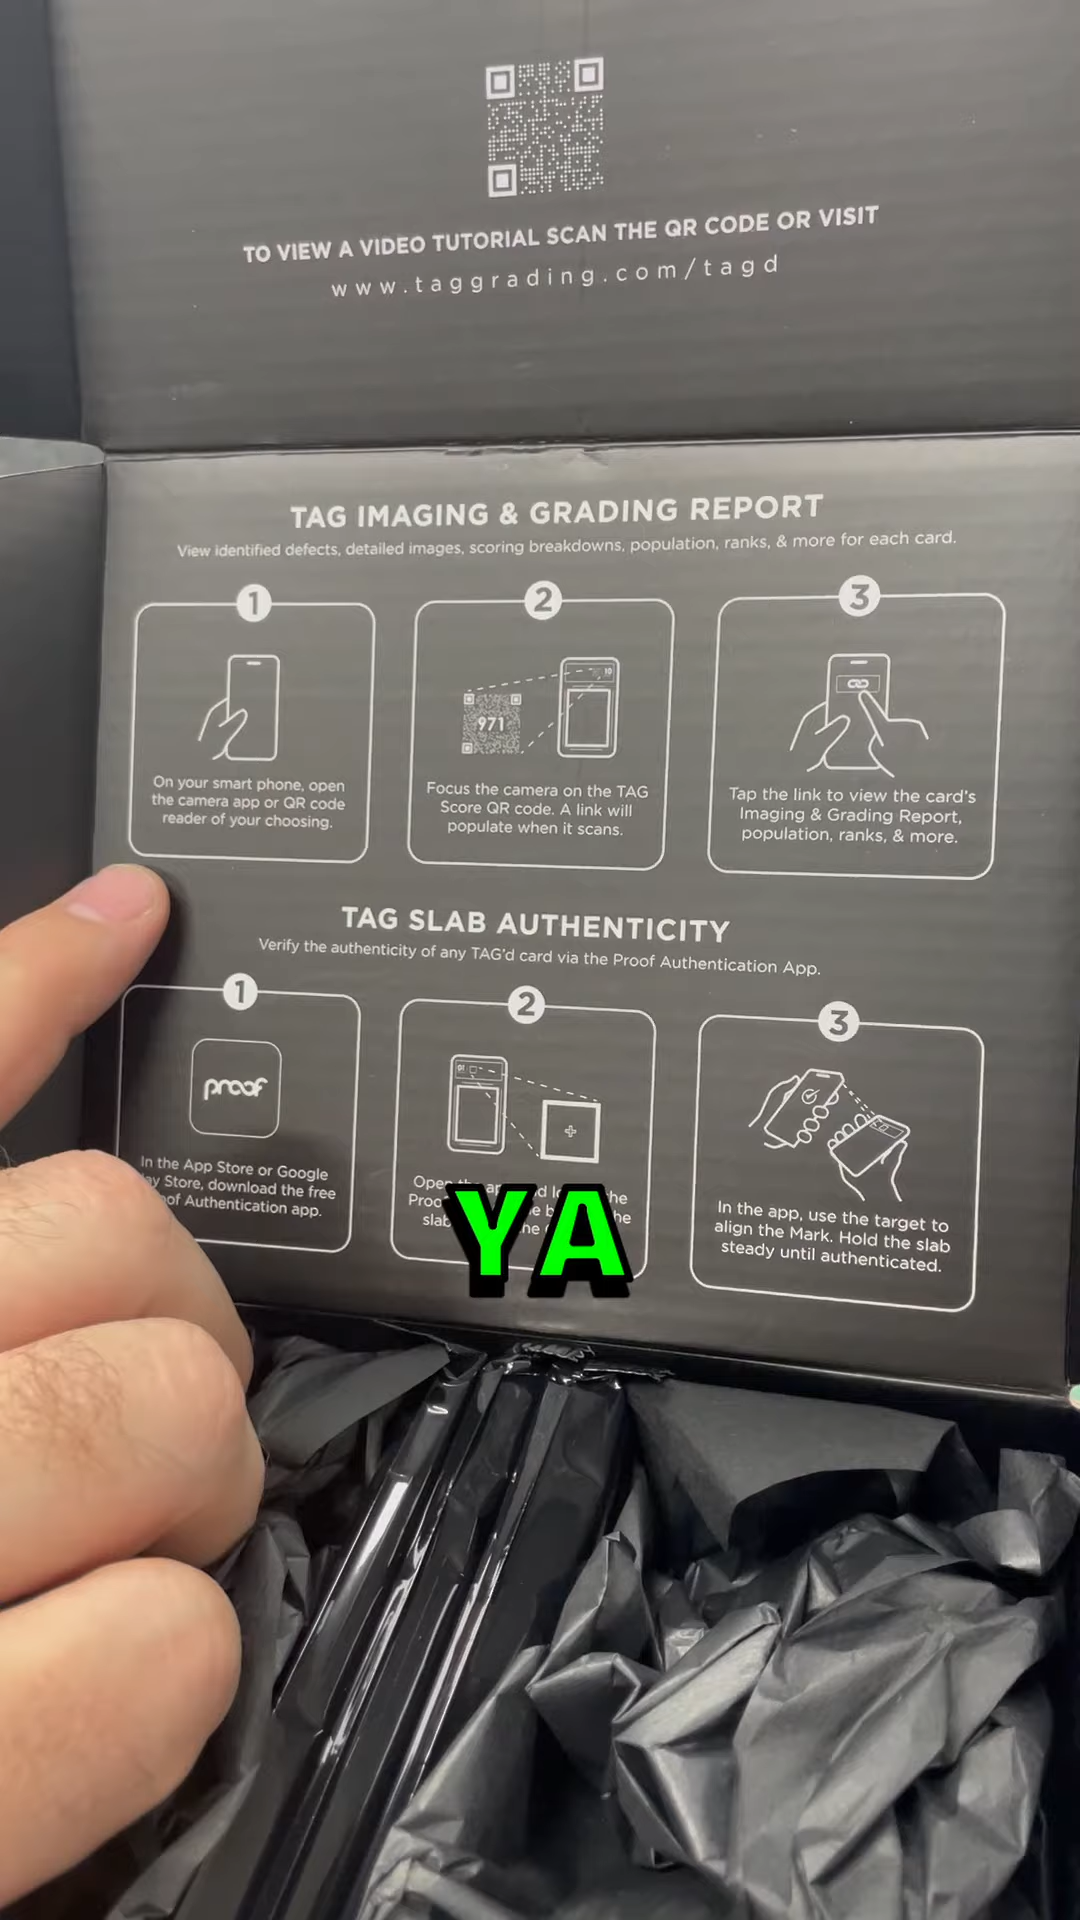 TO VIEW A VIDEO TUTORIAL SCAN THE QR CODE OR VISIT
www.taggrading.com/tagd
TAG IMAGING & GRADING REPORT
View identified defects, detailed images, scoring breakdowns, population, ranks, & more for each card.
1
On your smart phone, open
the camera app or QR code
reader of your choosing.
2
971
10
Focus the camera on the TAG
Score QR code. A link will
populate when it scans.
3
Tap the link to view the card's
Imaging & Grading Report,
population, ranks, & more.
TAG SLAB AUTHENTICITY
Verify the authenticity of any TAG'd card via the Proof Authentication App.
1
proof
In the App Store or Google
Store, download the free
Authentication app.
2
Open
the
Proo
the
slab
YA
3
In the app, use the target to
align the Mark. Hold the slab
steady until authenticated.